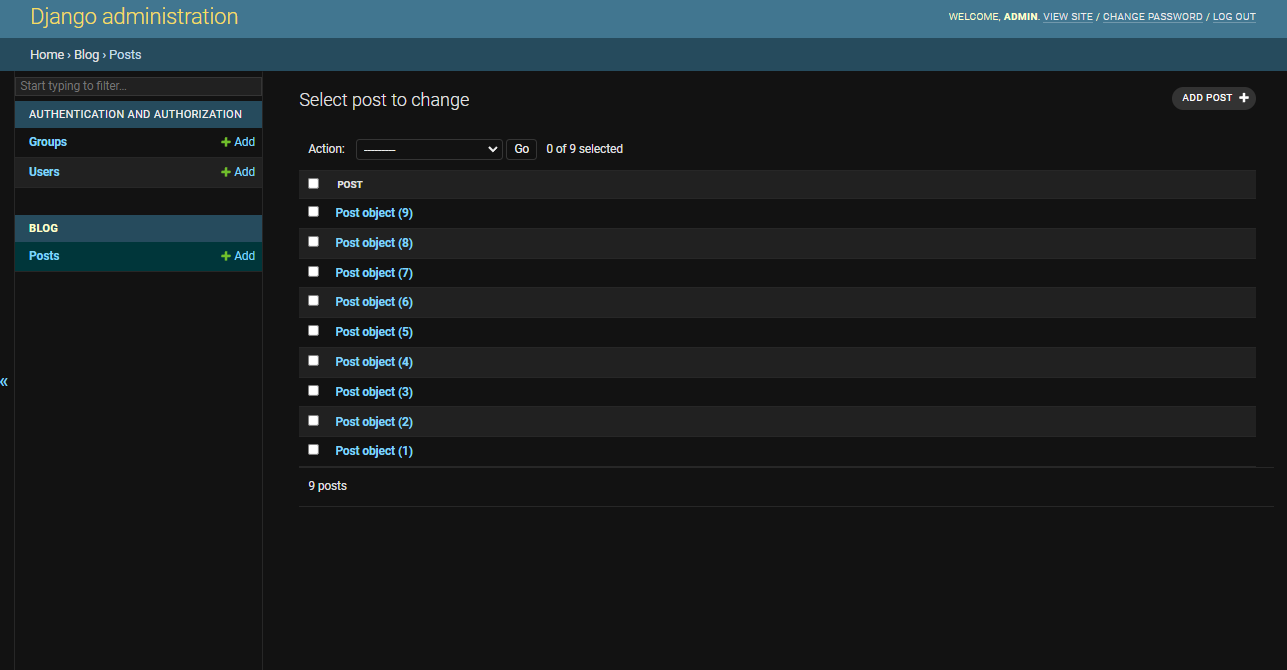 Django administration
WELCOME, ADMIN. VIEW SITE / CHANGE PASSWORD / LOG OUT
Home › Blog › Posts
Start typing to filter...
AUTHENTICATION AND AUTHORIZATION
Groups + Add
Users + Add
BLOG
Posts + Add
«
Select post to change
ADD POST +
Action: --------- Go 0 of 9 selected
POST
Post object (9)
Post object (8)
Post object (7)
Post object (6)
Post object (5)
Post object (4)
Post object (3)
Post object (2)
Post object (1)
9 posts